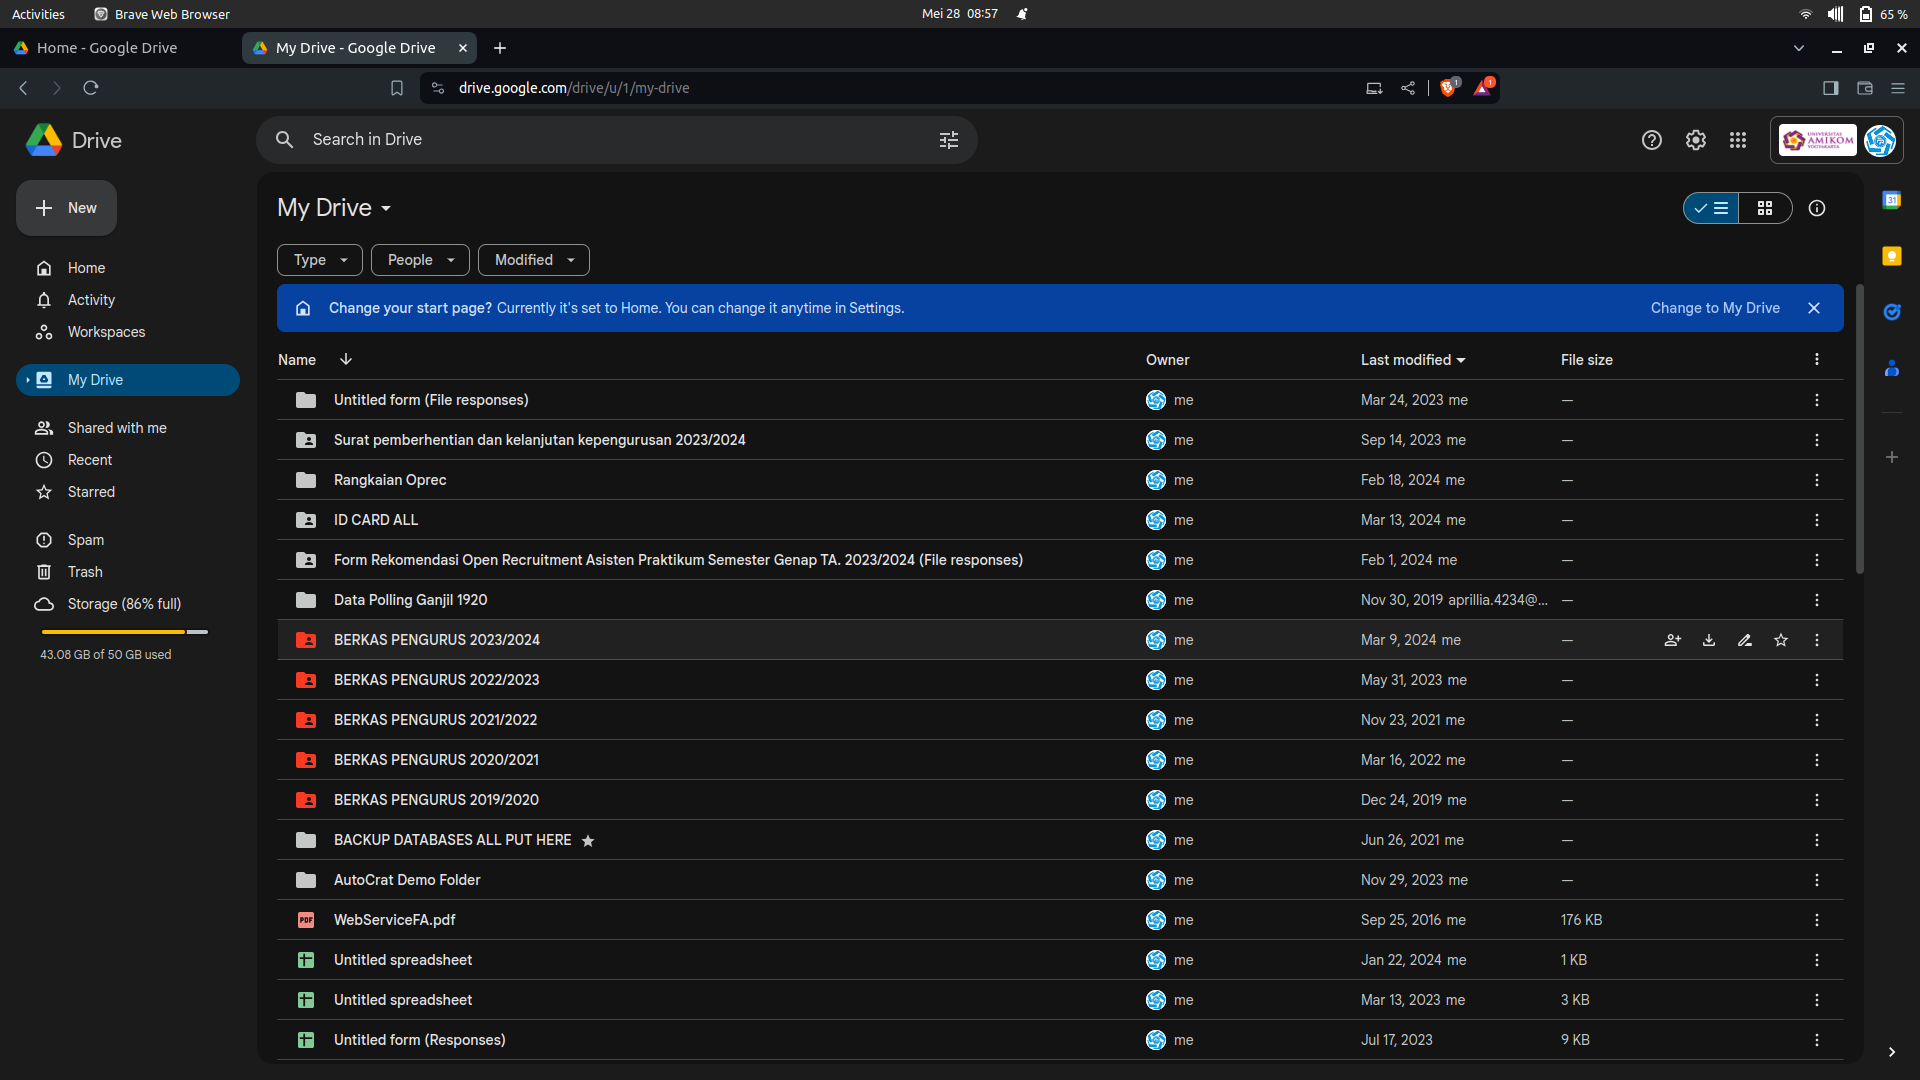 Activities
Brave Web Browser
Mei 28 08:57
65 %
Home - Google Drive
My Drive - Google Drive
drive.google.com/drive/u/1/my-drive
1
1
Drive
Search in Drive
UNIVERSITAS
AMIKOM
YOGYAKARTA
New
Home
Activity
Workspaces
My Drive
Shared with me
Recent
Starred
Spam
Trash
Storage (86% full)
43.08 GB of 50 GB used
My Drive
Type
People
Modified
Change your start page? Currently it's set to Home. You can change it anytime in Settings.
Change to My Drive
Name
Owner
Last modified
File size
Untitled form (File responses) me Mar 24, 2023 me —
Surat pemberhentian dan kelanjutan kepengurusan 2023/2024 me Sep 14, 2023 me —
Rangkaian Oprec me Feb 18, 2024 me —
ID CARD ALL me Mar 13, 2024 me —
Form Rekomendasi Open Recruitment Asisten Praktikum Semester Genap TA. 2023/2024 (File responses) me Feb 1, 2024 me —
Data Polling Ganjil 1920 me Nov 30, 2019 aprillia.4234@... —
BERKAS PENGURUS 2023/2024 me Mar 9, 2024 me —
BERKAS PENGURUS 2022/2023 me May 31, 2023 me —
BERKAS PENGURUS 2021/2022 me Nov 23, 2021 me —
BERKAS PENGURUS 2020/2021 me Mar 16, 2022 me —
BERKAS PENGURUS 2019/2020 me Dec 24, 2019 me —
BACKUP DATABASES ALL PUT HERE me Jun 26, 2021 me —
AutoCrat Demo Folder me Nov 29, 2023 me —
PDF WebServiceFA.pdf me Sep 25, 2016 me 176 KB
Untitled spreadsheet me Jan 22, 2024 me 1 KB
Untitled spreadsheet me Mar 13, 2023 me 3 KB
Untitled form (Responses) me Jul 17, 2023 9 KB
31